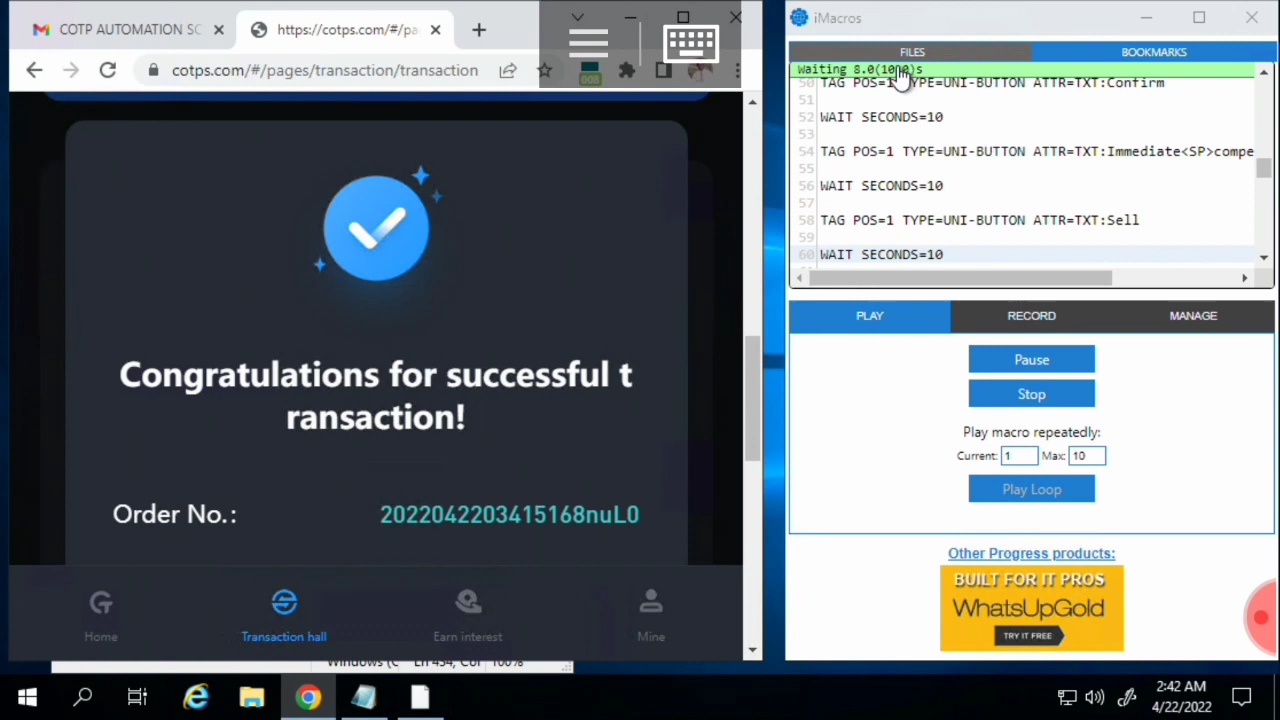 COTP AUTOMATION SC
https://cotps.com/#/pa
cotps.com/#/pages/transaction/transaction
008
Congratulations for successful t
ransaction!
Order No.:
2022042203415168nuL0
Home
Transaction hall
Earn interest
Mine
100%
iMacros
FILES
BOOKMARKS
50 TAG POS=1 TYPE=UNI-BUTTON ATTR=TXT:Confirm
51
52 WAIT SECONDS=10
53
54 TAG POS=1 TYPE=UNI-BUTTON ATTR=TXT:Immediate<SP>compe
55
56 WAIT SECONDS=10
57
58 TAG POS=1 TYPE=UNI-BUTTON ATTR=TXT:Sell
59
60 WAIT SECONDS=10
PLAY
RECORD
MANAGE
Pause
Stop
Play macro repeatedly:
Current: 1 Max: 10
Play Loop
Other Progress products:
BUILT FOR IT PROS
WhatsUpGold
TRY IT FREE
2:42 AM
4/22/2022